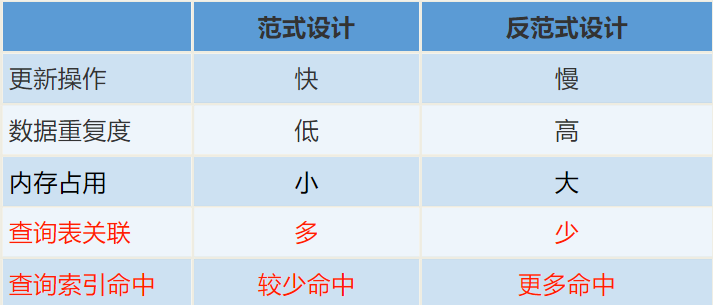 范式设计 反范式设计
更新操作 快 慢
数据重复度 低 高
内存占用 小 大
查询表关联 多 少
查询索引命中 较少命中 更多命中